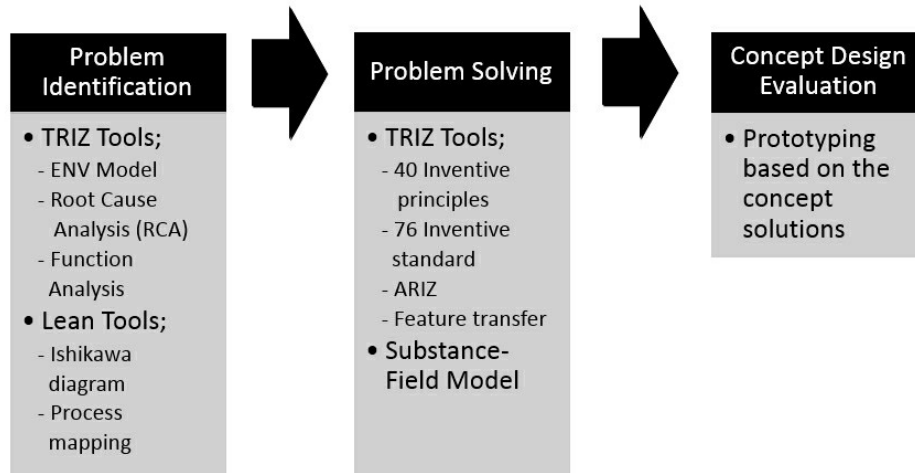 Problem
Identification
• TRIZ Tools;
- ENV Model
- Root Cause
Analysis (RCA)
- Function
Analysis
• Lean Tools;
- Ishikawa
diagram
- Process
mapping
Problem Solving
• TRIZ Tools;
- 40 Inventive
principles
- 76 Inventive
standard
- ARIZ
- Feature transfer
• Substance-
Field Model
Concept Design
Evaluation
• Prototyping
based on the
concept
solutions